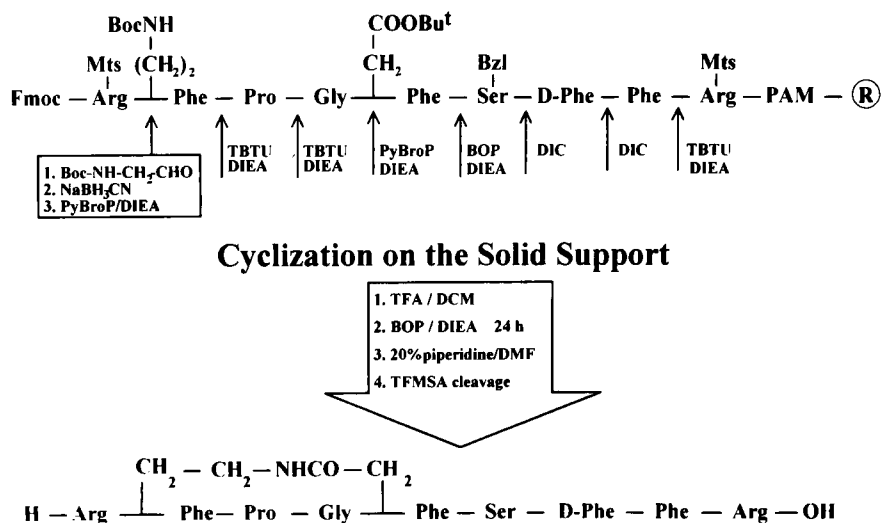 BocNH
COOBuᵗ
Mts (CH₂)₂
CH₂
Bzl
Mts
Fmoc — Arg — Phe — Pro — Gly — Phe — Ser — D-Phe — Phe — Arg — PAM — R
1. Boc-NH-CH₂-CHO
2. NaBH₃CN
3. PyBroP/DIEA
TBTU
DIEA
TBTU
DIEA
PyBroP
DIEA
BOP
DIEA
DIC
DIC
TBTU
DIEA
Cyclization on the Solid Support
1. TFA / DCM
2. BOP / DIEA 24 h
3. 20%piperidine/DMF
4. TFMSA cleavage
CH₂ — CH₂ — NHCO — CH₂
H — Arg — Phe — Pro — Gly — Phe — Ser — D-Phe — Phe — Arg — OH